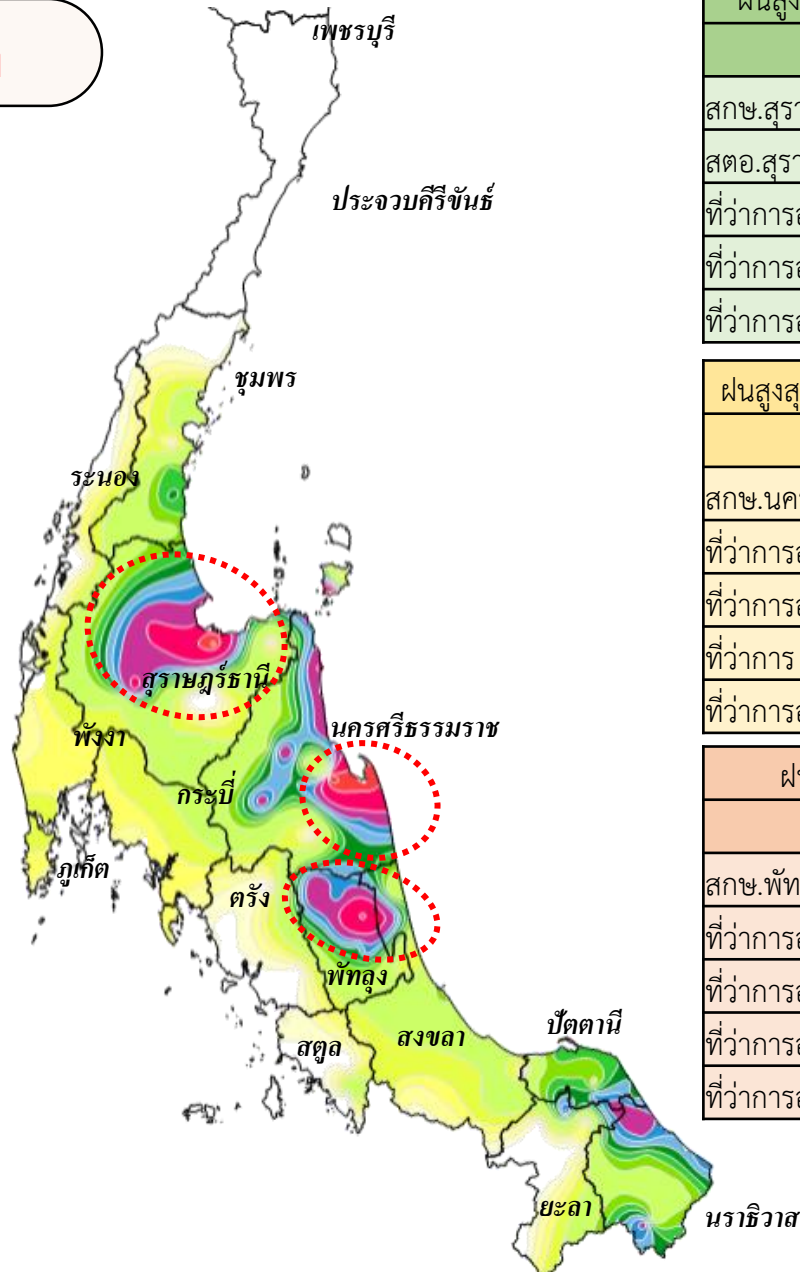 เพชรบุรี
ประจวบคีรีขันธ์
ชุมพร
ระนอง
สุราษฎร์ธานี
นครศรีธรรมราช
พังงา
กระบี่
ภูเก็ต
ตรัง
พัทลุง
สตูล
สงขลา
ปัตตานี
ยะลา
นราธิวาส
ฝนสูง
สกษ.สุรา
สตอ.สุรา
ที่ว่าการอ
ที่ว่าการอ
ที่ว่าการอ
ฝนสูงสุ
สกษ.นค
ที่ว่าการอ
ที่ว่าการอ
ที่ว่าการ
ที่ว่าการอ
ฝน
สกษ.พัท
ที่ว่าการอ
ที่ว่าการอ
ที่ว่าการอ
ที่ว่าการอ